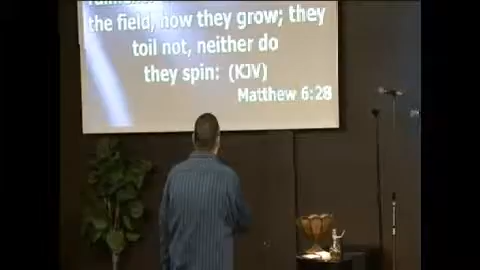 the field, how they grow; they
toil not, neither do
they spin: (KJV)
Matthew 6:28